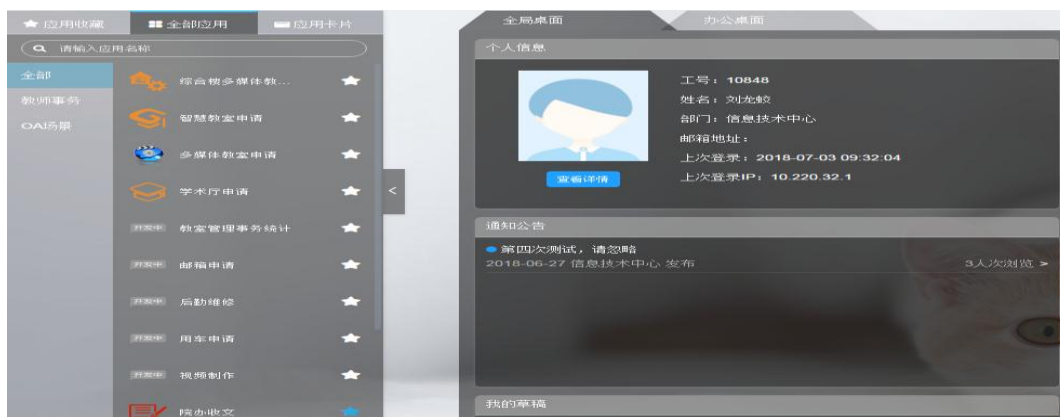 应用收藏
全部应用
应用卡片
请输入应用名称
全部
教师事务
OA场景
综合楼多媒体教...
智慧教室申请
多媒体教室申请
学术厅申请
开发中 教室管理事务统计
开发中 邮箱申请
开发中 后勤维修
开发中 用车申请
开发中 视频制作
院办收文
<
全局桌面
办公桌面
个人信息
工号：10848
姓名：刘龙蛟
部门：信息技术中心
邮箱地址：
上次登录：2018-07-03 09:32:04
上次登录IP：10.220.32.1
查看详情
通知公告
第四次测试，请忽略
2018-06-27 信息技术中心 发布
3人次浏览 >
我的草稿